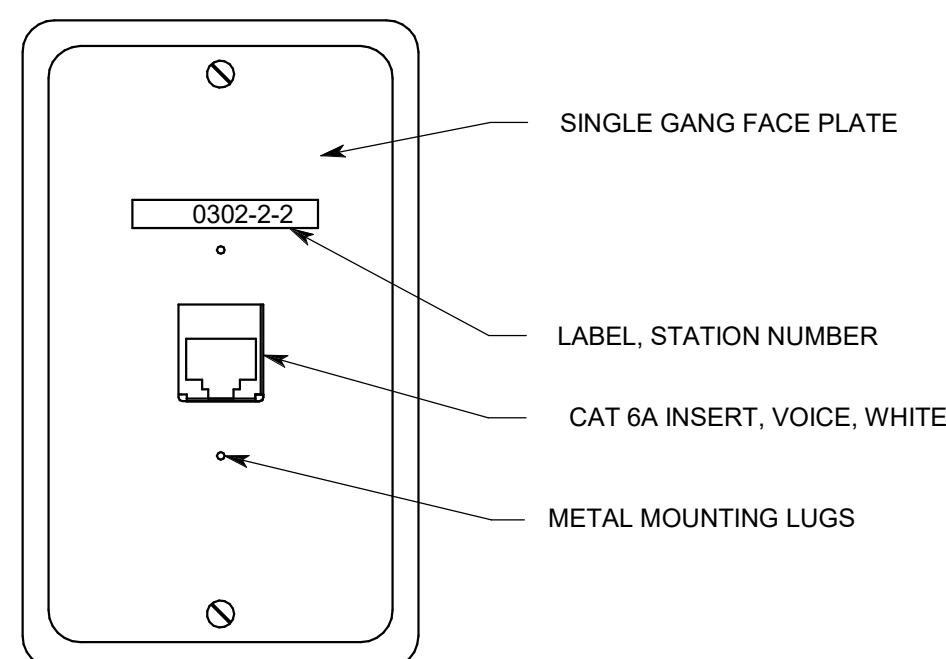 SINGLE GANG FACE PLATE
0302-2-2
LABEL, STATION NUMBER
CAT 6A INSERT, VOICE, WHITE
METAL MOUNTING LUGS